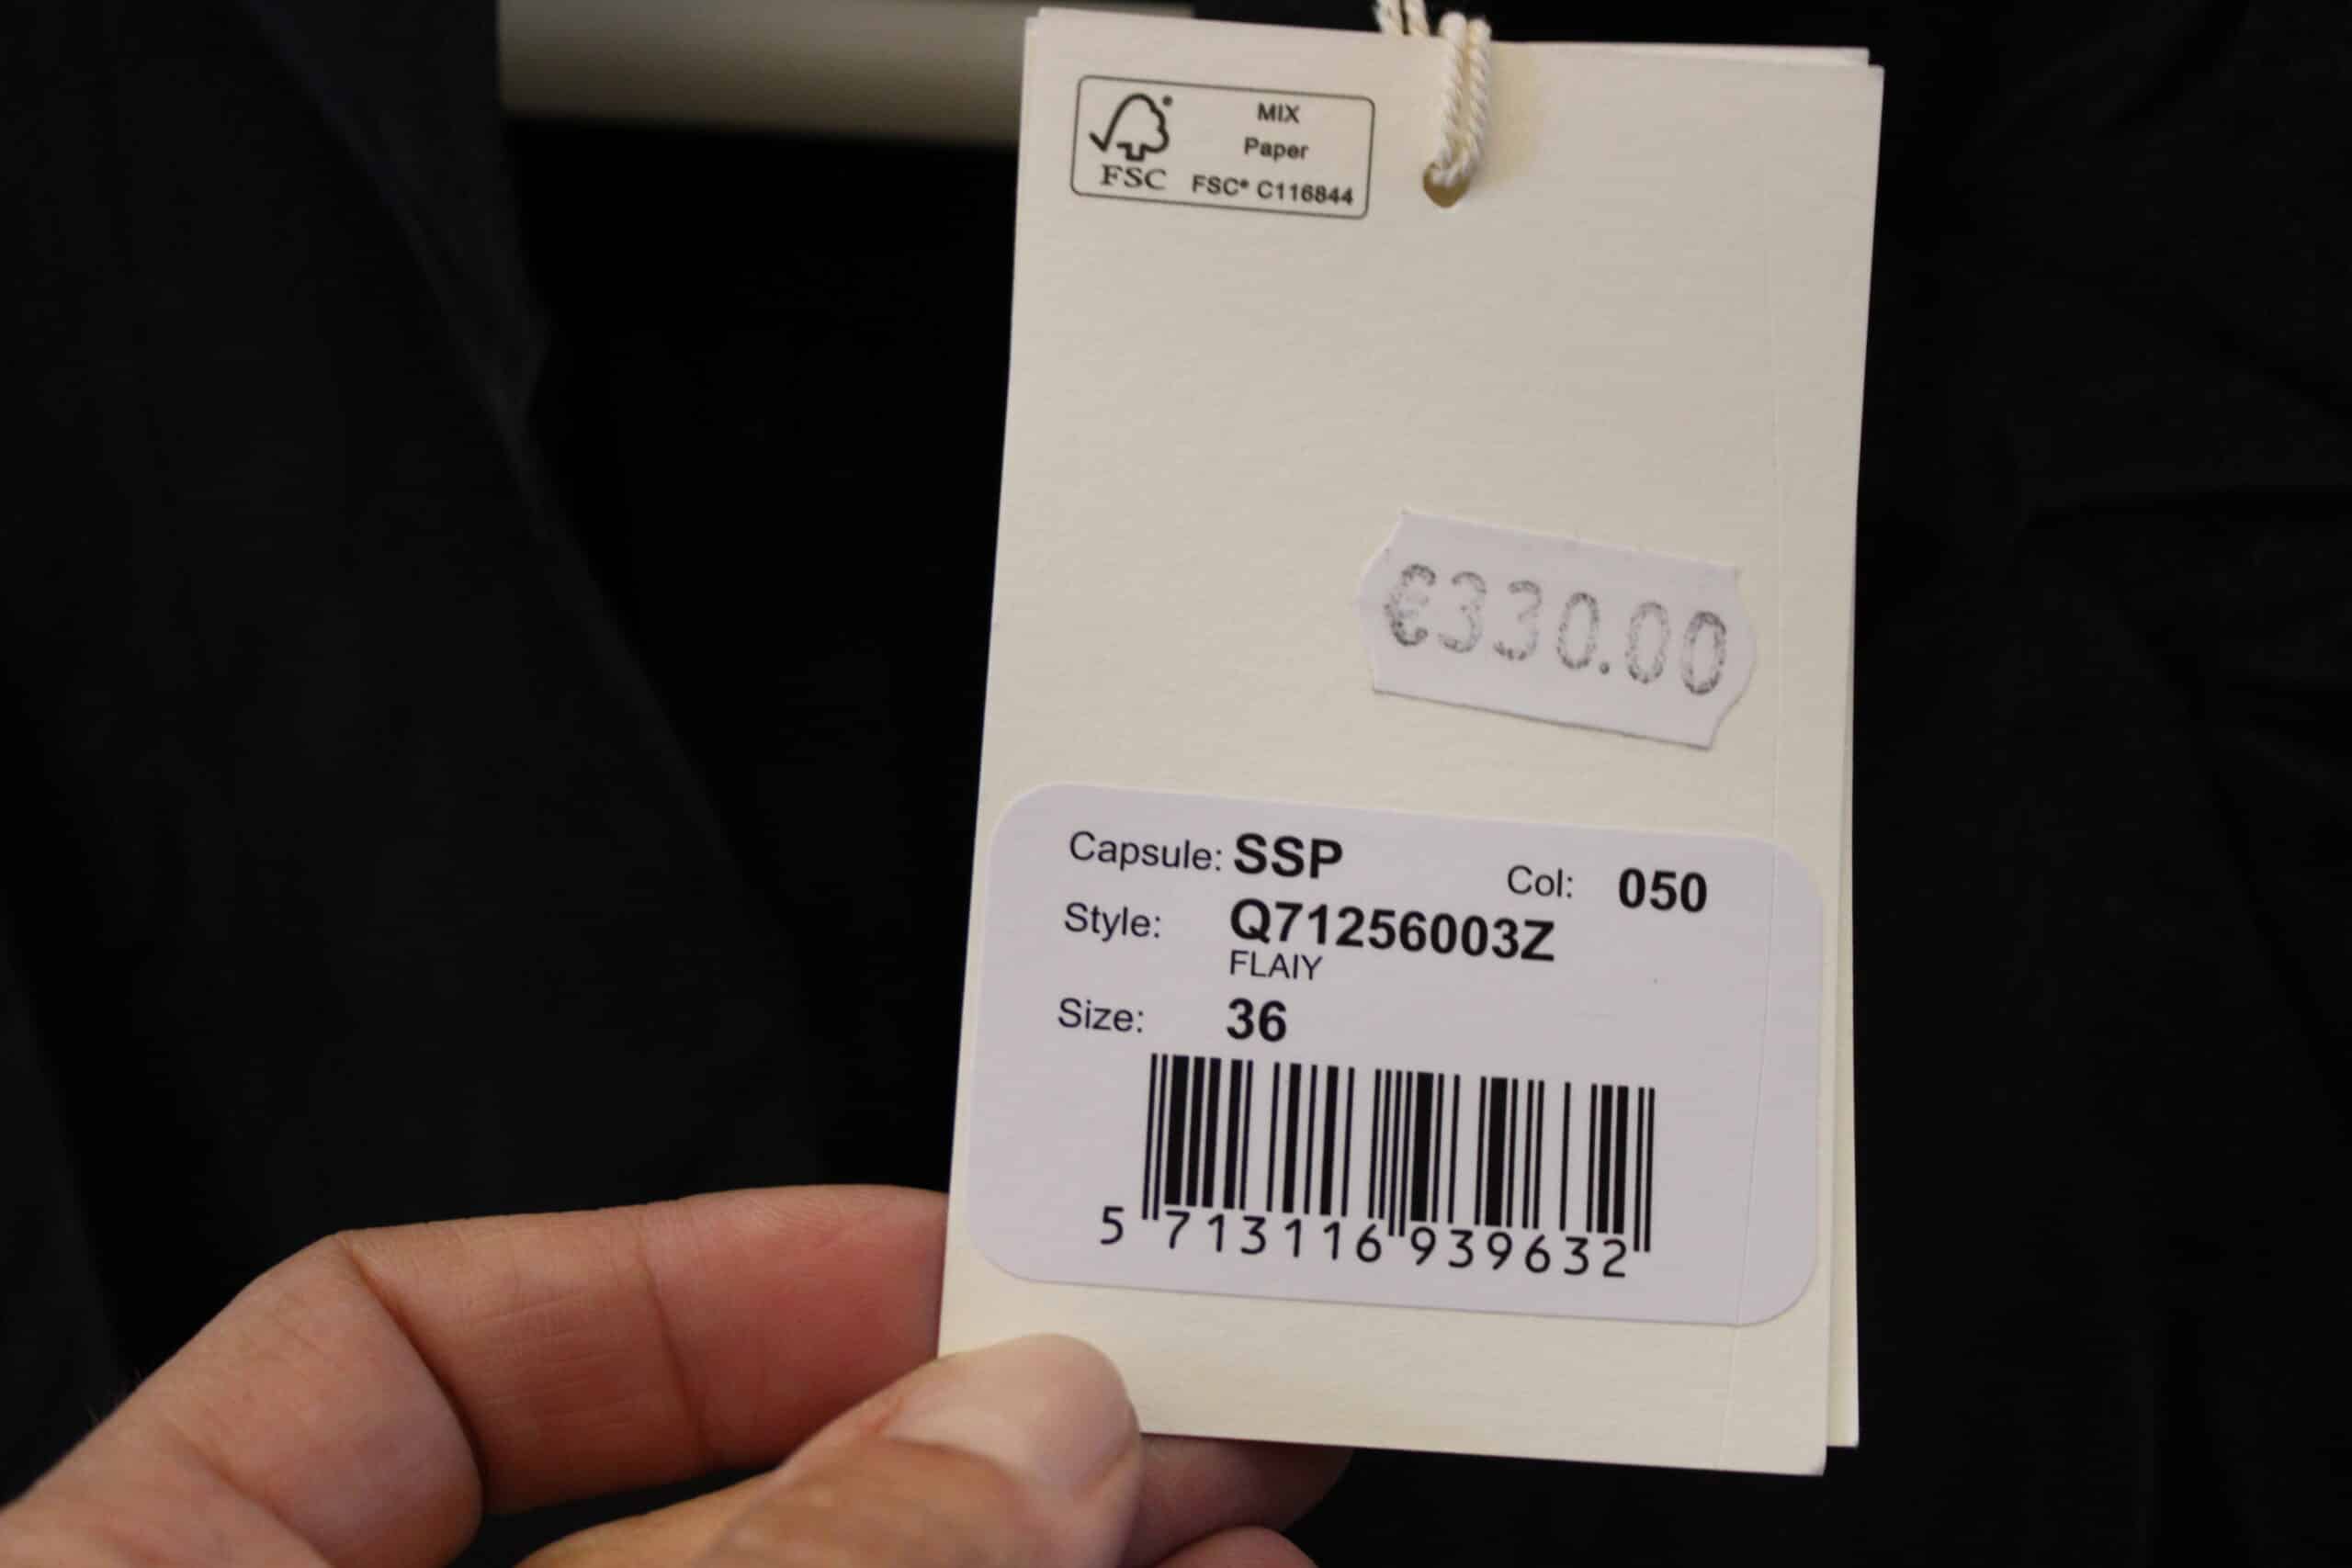 MIX
Paper
FSC® C116844
FSC
€330.00
Capsule: SSP Col: 050
Style: Q71256003Z
FLAIY
Size: 36
5 713116 939632